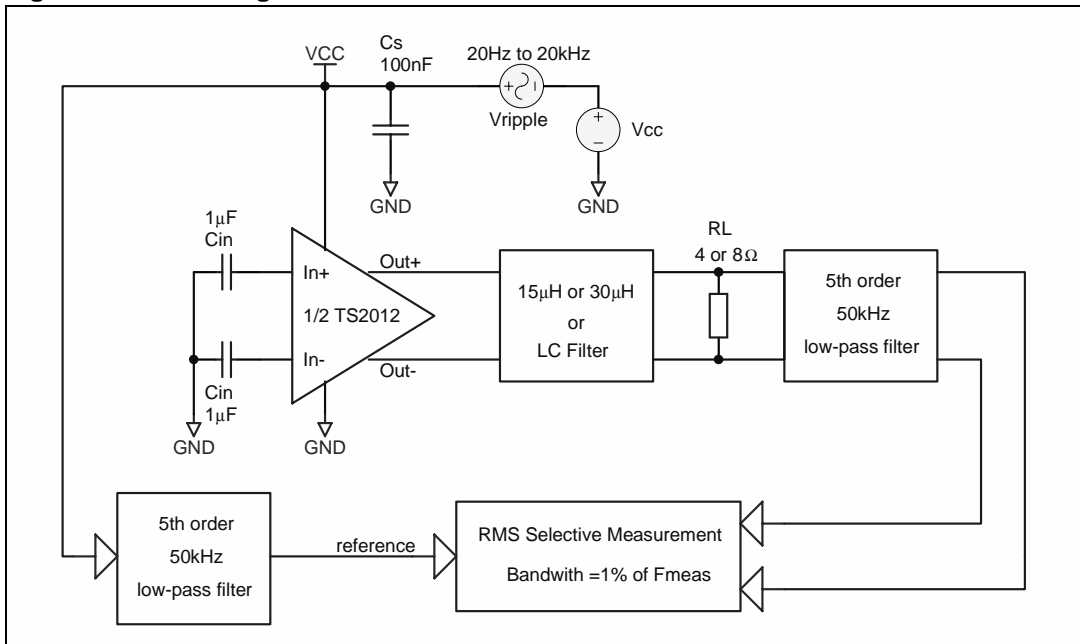 VCC
Cs
100nF
20Hz to 20kHz
Vripple
Vcc
GND
GND
1µF
Cin
In+
1/2 TS2012
In-
Out+
Out-
Cin
1µF
GND
GND
15µH or 30µH
or
LC Filter
RL
4 or 8Ω
5th order
50kHz
low-pass filter
5th order
50kHz
low-pass filter
reference
RMS Selective Measurement
Bandwith =1% of Fmeas